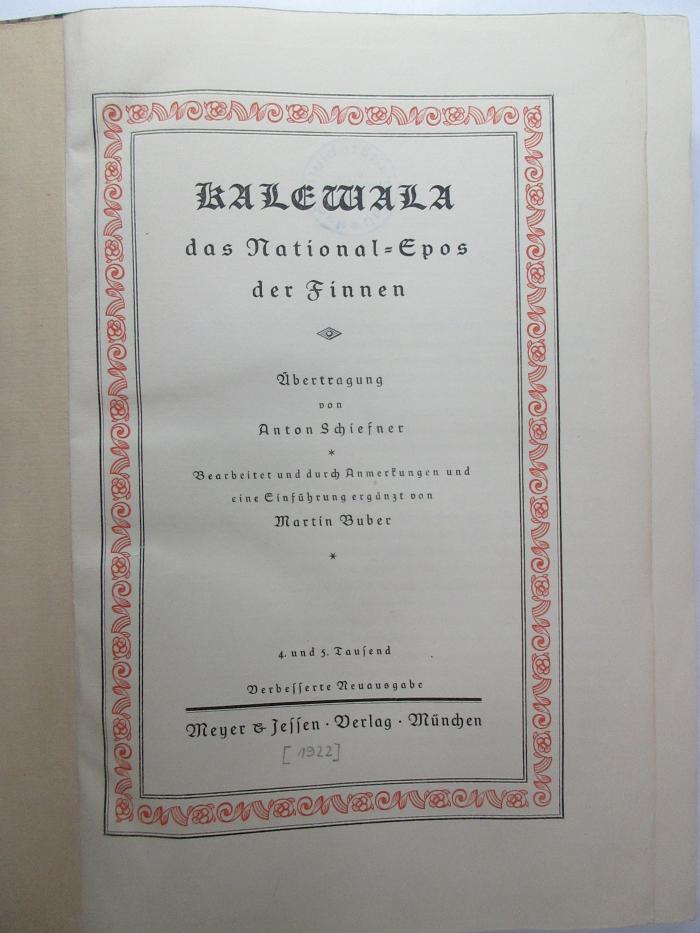 KALEWALA
das National-Epos
der Finnen
Übertragung
von
Anton Schiefner
*
Bearbeitet und durch Anmerkungen und
eine Einführung ergänzt von
Martin Buber
*
4. und 5. Tausend
Verbesserte Neuausgabe
Meyer & Jessen · Verlag · München
[1922]